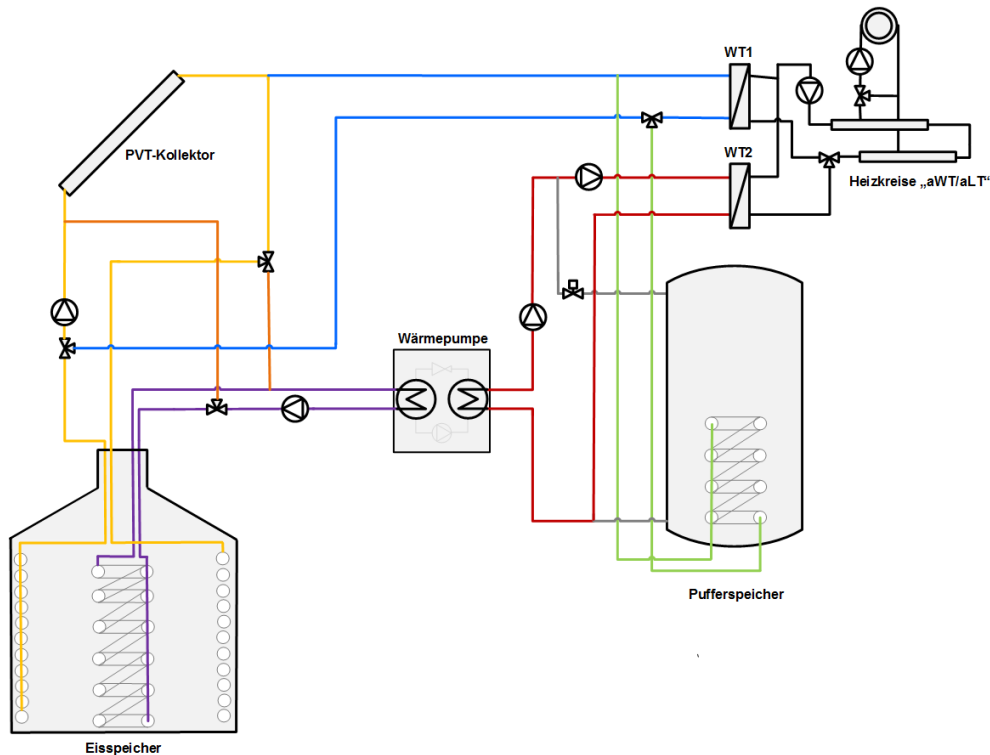 WT1
PVT-Kollektor
WT2
Heizkreise „aWT/aLT“
Wärmepumpe
Pufferspeicher
Eisspeicher